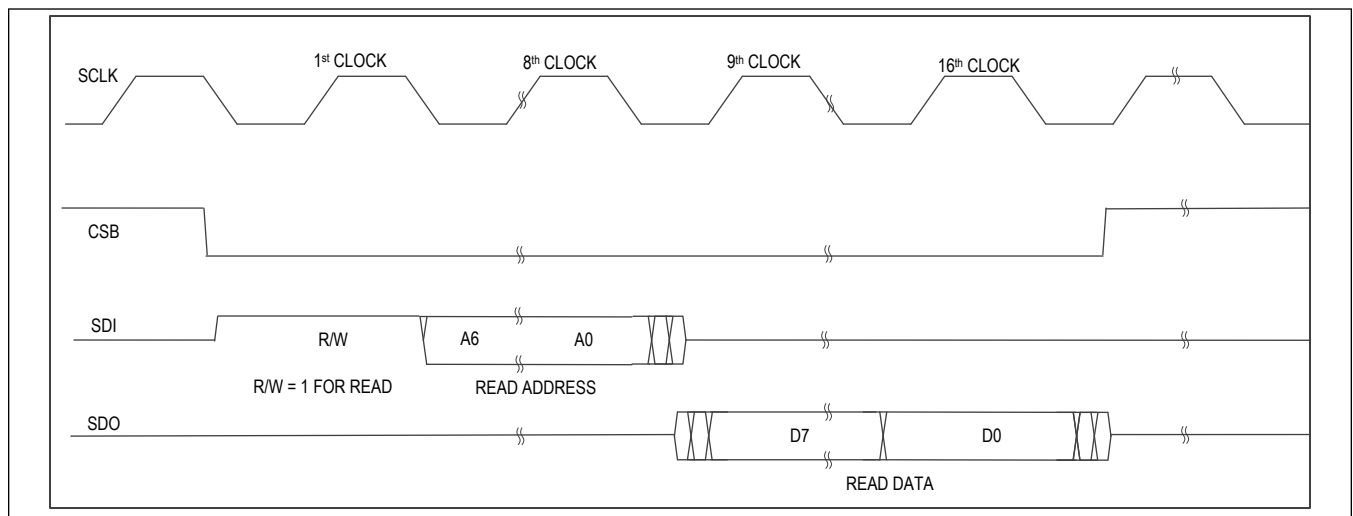 1st CLOCK 8th CLOCK 9th CLOCK 16th CLOCK
SCLK
CSB
SDI
R/W A6 A0
R/W = 1 FOR READ READ ADDRESS
SDO
D7 D0
READ DATA